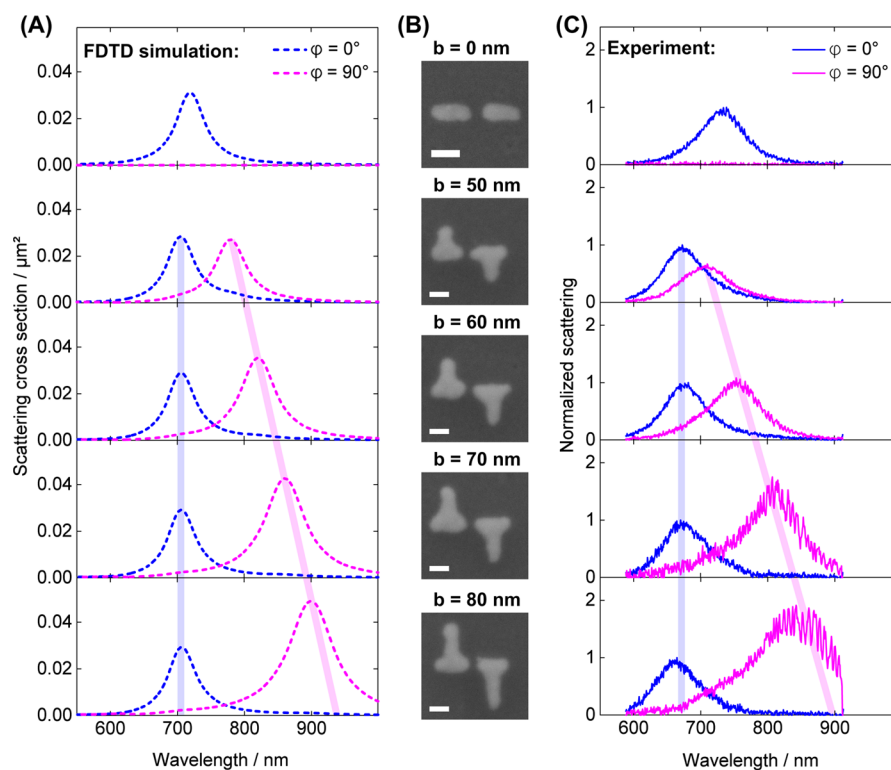 (A)
FDTD simulation:
φ = 0°
φ = 90°
0.04
0.02
0.00
0.04
0.02
0.00
0.04
0.02
0.00
0.04
0.02
0.00
0.04
0.02
0.00
Scattering cross section / μm²
600 700 800 900
Wavelength / nm
(B)
b = 0 nm
b = 50 nm
b = 60 nm
b = 70 nm
b = 80 nm
(C)
Experiment:
φ = 0°
φ = 90°
2
1
0
2
1
0
2
1
0
2
1
0
2
1
0
Normalized scattering
600 700 800 900
Wavelength / nm